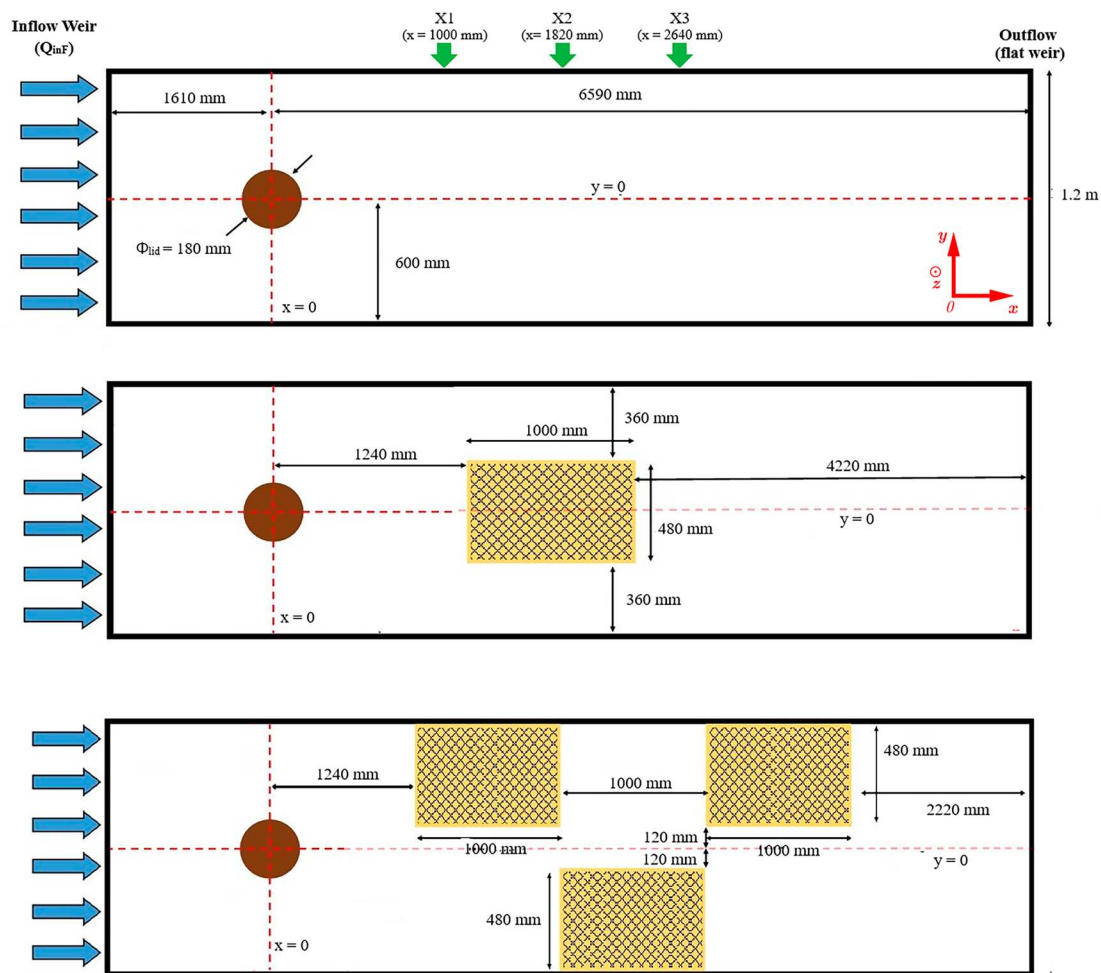 Inflow Weir
(QinF)
X1
(x = 1000 mm)
X2
(x= 1820 mm)
X3
(x = 2640 mm)
Outflow
(flat weir)
1610 mm
6590 mm
y = 0
1.2 m
Φlid = 180 mm
600 mm
x = 0
y
z
0
x
360 mm
1000 mm
1240 mm
4220 mm
480 mm
y = 0
360 mm
x = 0
480 mm
1240 mm
1000 mm
2220 mm
120 mm
1000 mm
1000 mm
120 mm
y = 0
480 mm
x = 0